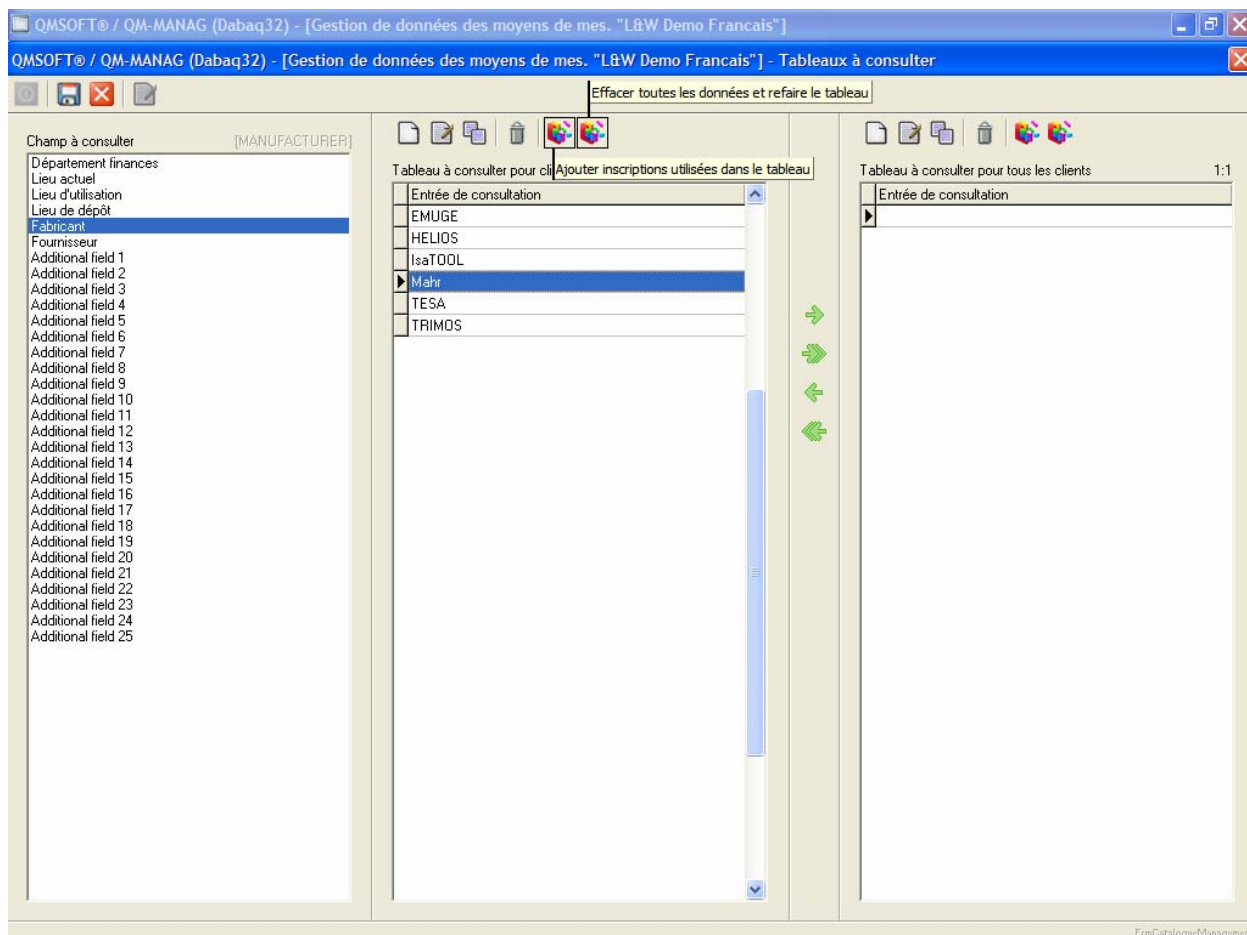 QMSOFT® / QM-MANAG (Dabaq32) - [Gestion de données des moyens de mes. "L&W Demo Francais"]
QMSOFT® / QM-MANAG (Dabaq32) - [Gestion de données des moyens de mes. "L&W Demo Francais"] - Tableaux à consulter
Effacer toutes les données et refaire le tableau
Champ à consulter [MANUFACTURER]
Département finances
Lieu actuel
Lieu d'utilisation
Lieu de dépôt
Fabricant
Fournisseur
Additional field 1
Additional field 2
Additional field 3
Additional field 4
Additional field 5
Additional field 6
Additional field 7
Additional field 8
Additional field 9
Additional field 10
Additional field 11
Additional field 12
Additional field 13
Additional field 14
Additional field 15
Additional field 16
Additional field 17
Additional field 18
Additional field 19
Additional field 20
Additional field 21
Additional field 22
Additional field 23
Additional field 24
Additional field 25
Tableau à consulter pour cli
Ajouter inscriptions utilisées dans le tableau
Entrée de consultation
EMUGE
HELIOS
IsaTOOL
Mahr
TESA
TRIMOS
Tableau à consulter pour tous les clients 1:1
Entrée de consultation
FrmCatalogueManagemen